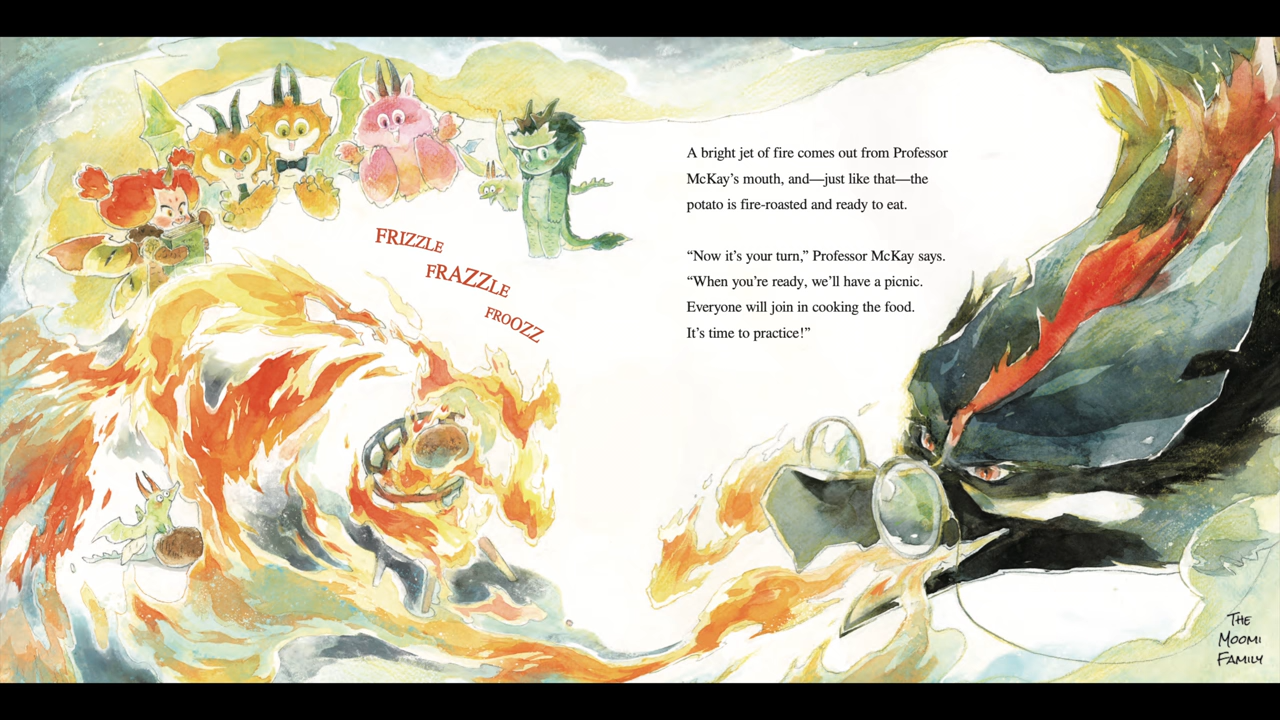 FRIZZLE
FRAZZLE
FROOZZ
A bright jet of fire comes out from Professor
McKay’s mouth, and—just like that—the
potato is fire-roasted and ready to eat.
“Now it’s your turn,” Professor McKay says.
“When you’re ready, we’ll have a picnic.
Everyone will join in cooking the food.
It’s time to practice!”
THE
MOOMI
FAMILY